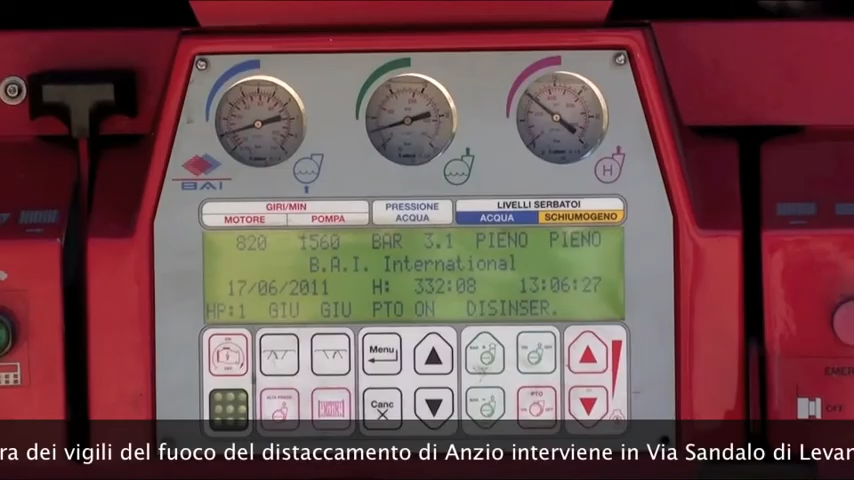 BAI
GIRI/MIN
MOTORE POMPA
PRESSIONE
ACQUA
LIVELLI SERBATOI
ACQUA SCHIUMOGENO
820 1560 BAR 3.1 PIENO PIENO
B.A.I. International
17/06/2011 H: 332:08 13:06:27
HP:1 GIU GIU PTO ON DISINSER.
H
Menu
Canc
X
PTO
EMER
OFF
ra dei vigili del fuoco del distaccamento di Anzio interviene in Via Sandalo di Levan